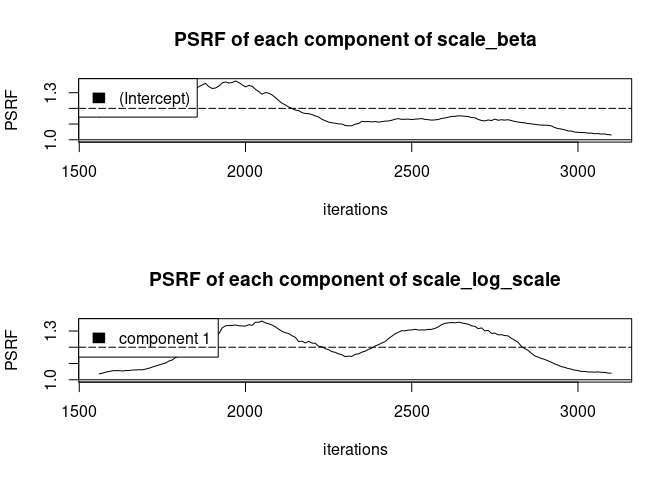 PSRF of each component of scale_beta
PSRF
1.0 1.3
(Intercept)
1500 2000 2500 3000
iterations
PSRF of each component of scale_log_scale
PSRF
1.0 1.3
component 1
1500 2000 2500 3000
iterations